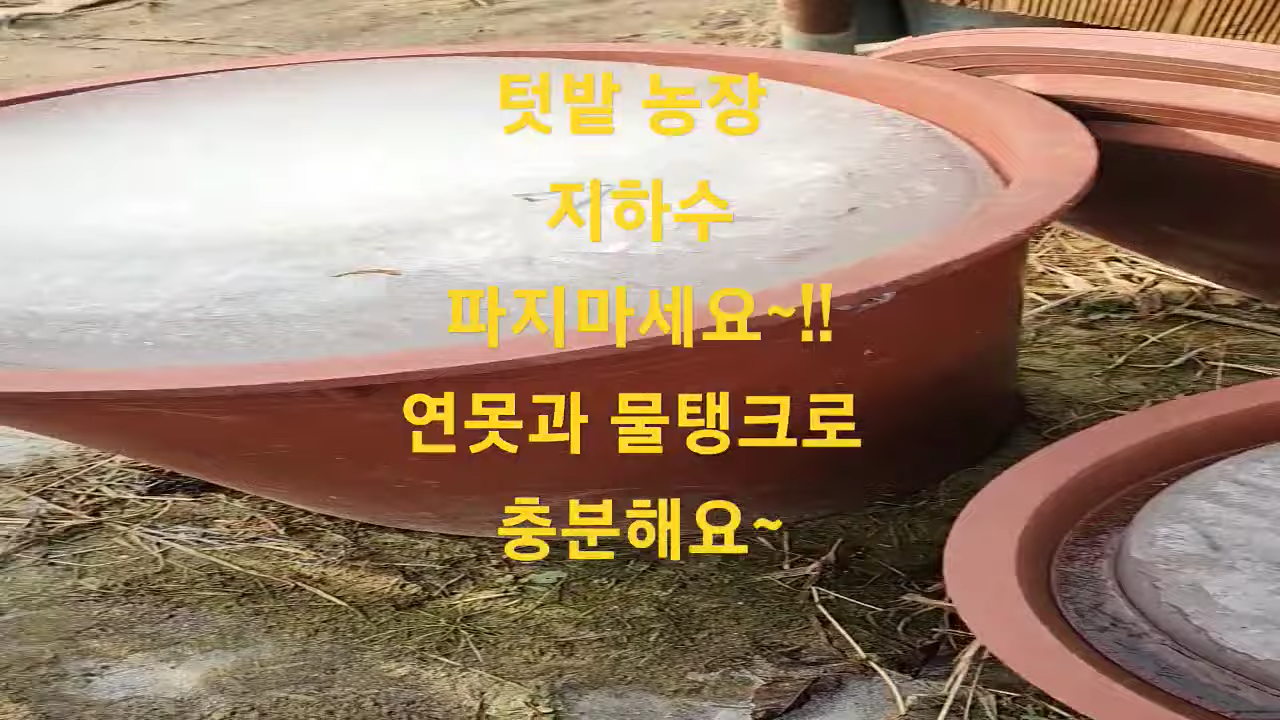 텃밭 농장
지하수
파지마세요~!!
연못과 물탱크로
충분해요~